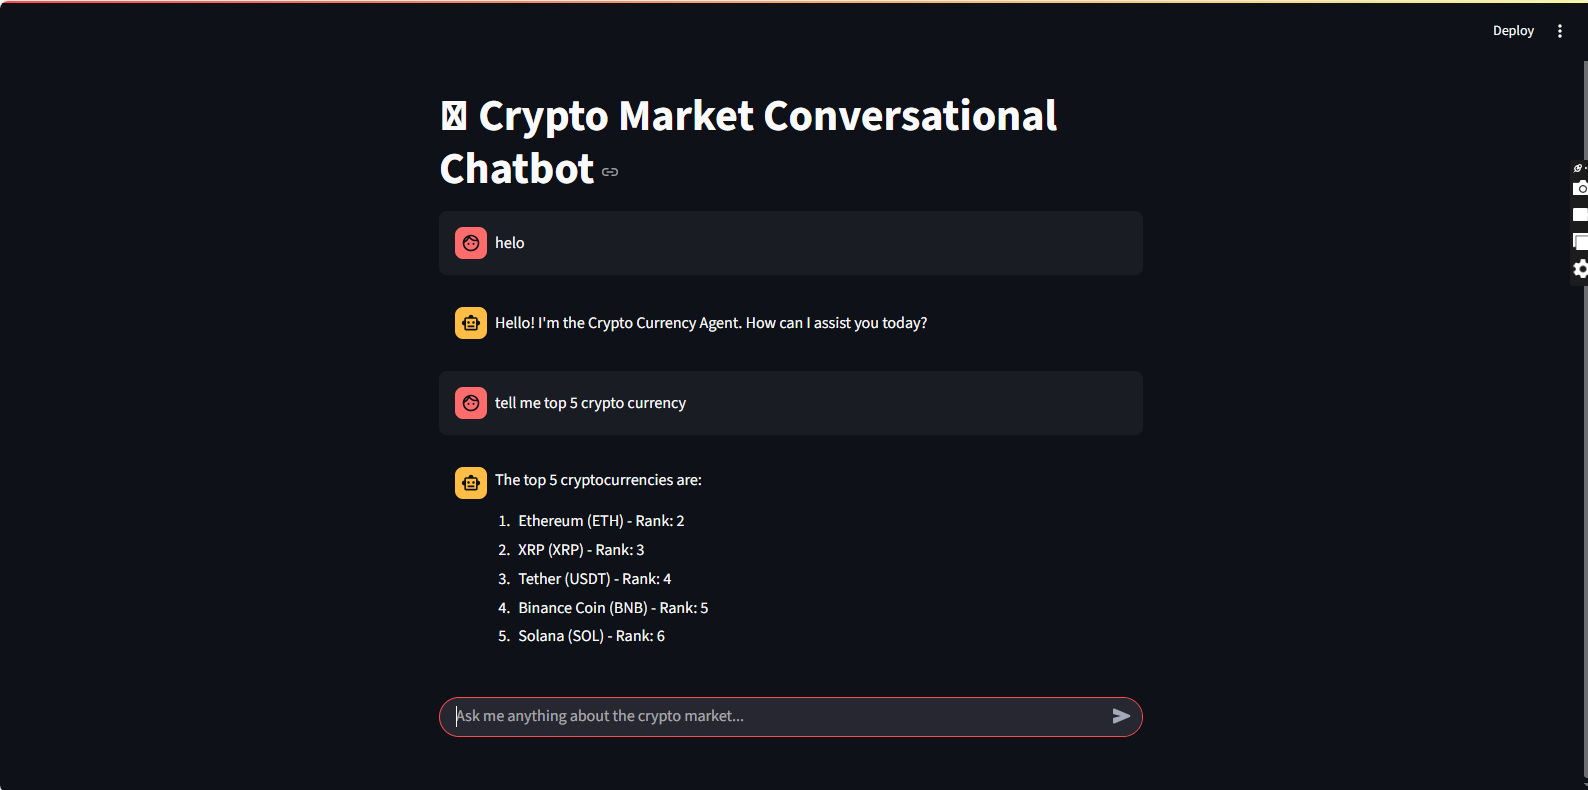 Deploy
Crypto Market Conversational
Chatbot
helo
Hello! I'm the Crypto Currency Agent. How can I assist you today?
tell me top 5 crypto currency
The top 5 cryptocurrencies are:
1. Ethereum (ETH) - Rank: 2
2. XRP (XRP) - Rank: 3
3. Tether (USDT) - Rank: 4
4. Binance Coin (BNB) - Rank: 5
5. Solana (SOL) - Rank: 6
Ask me anything about the crypto market...